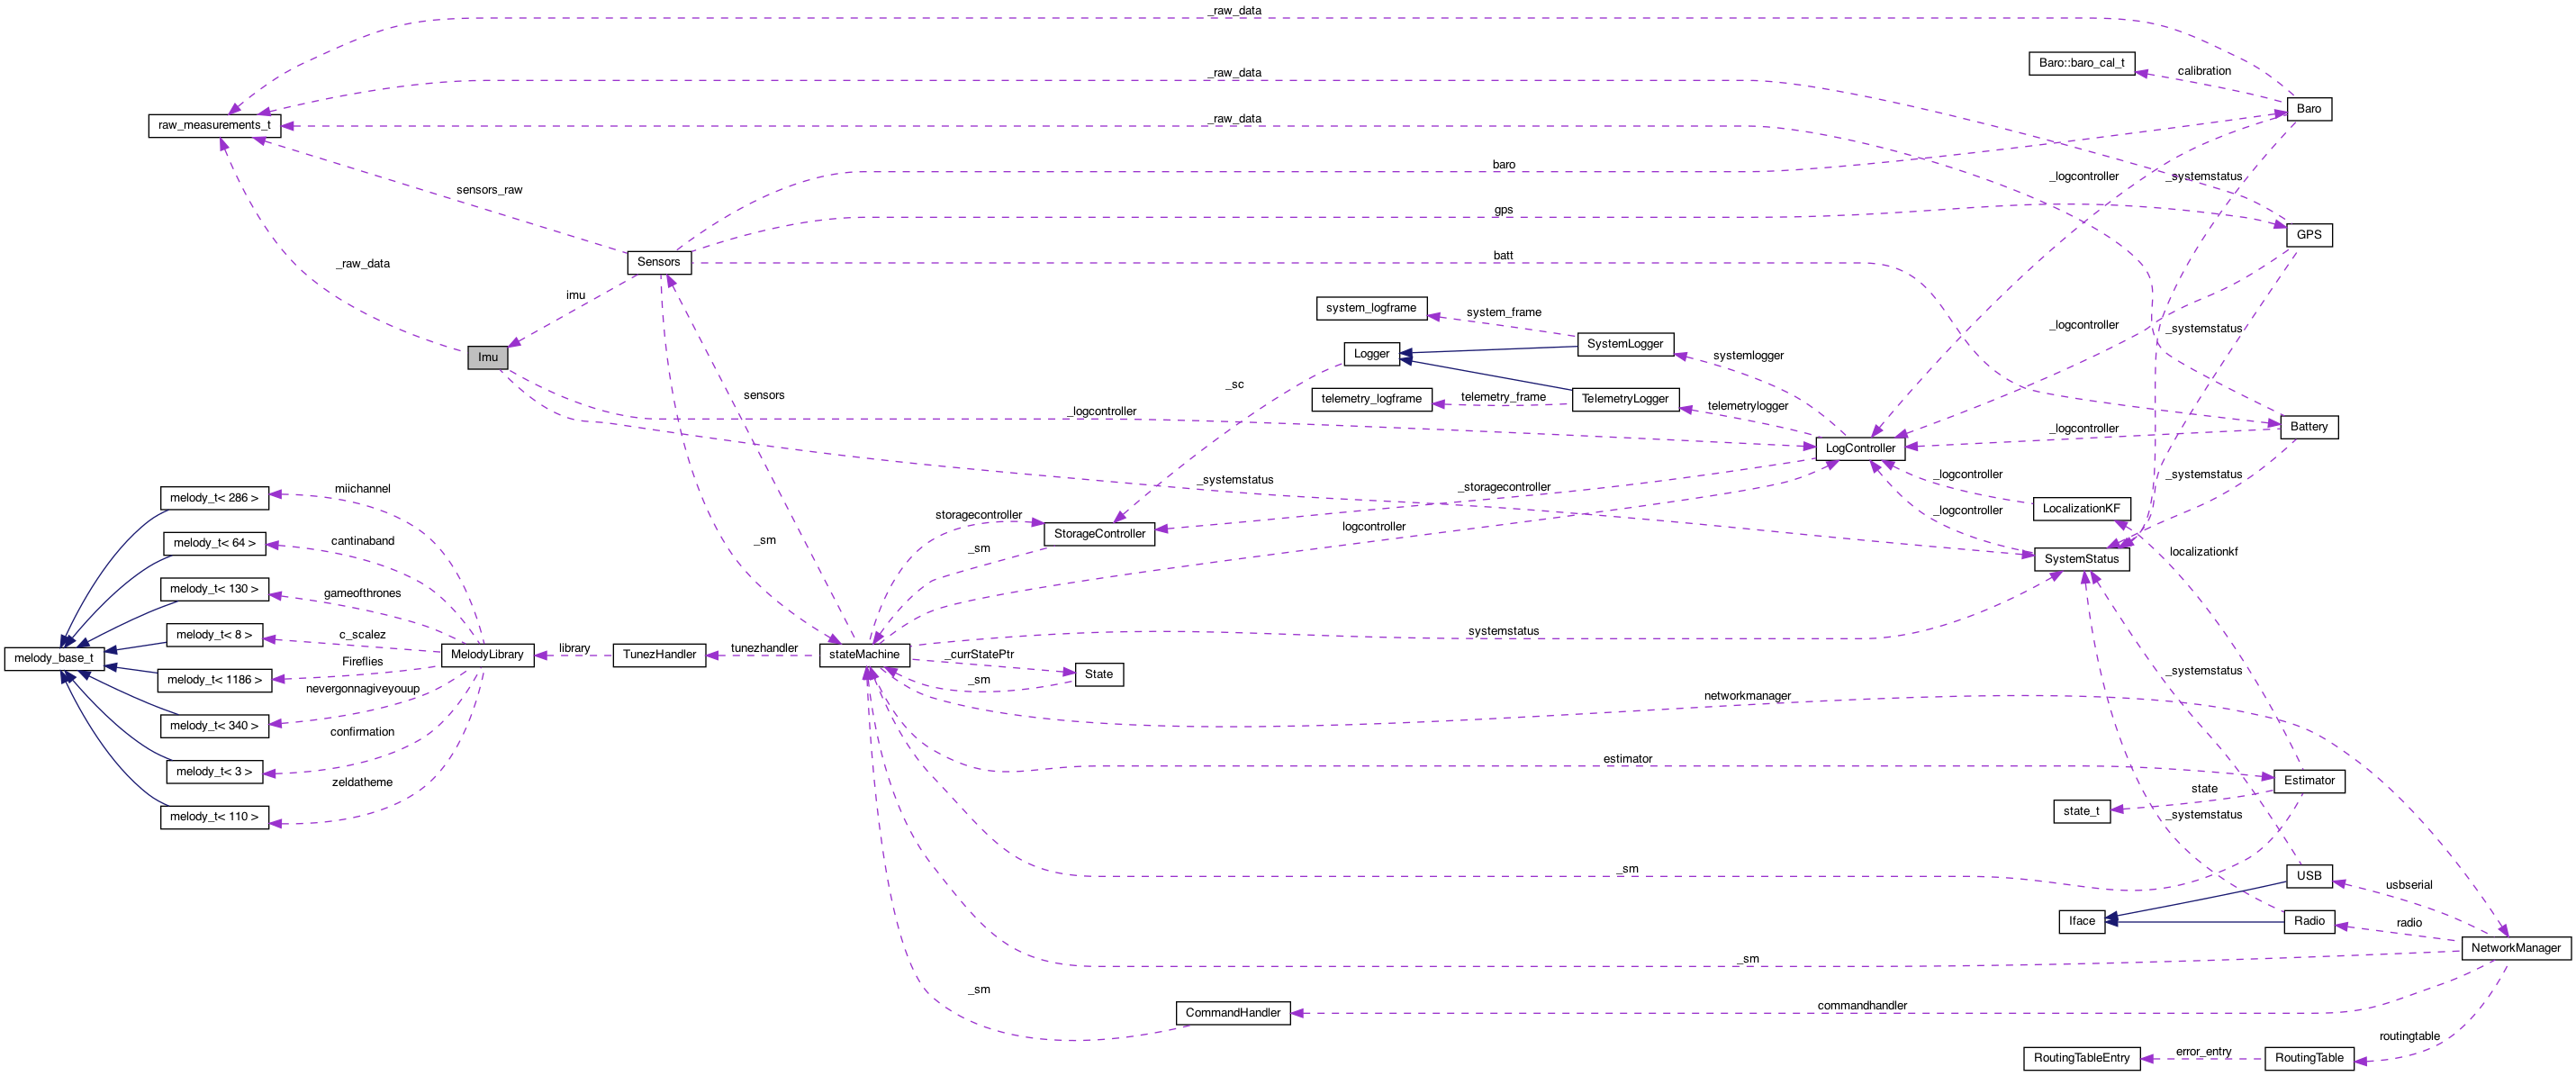 _raw_data
Baro::baro_cal_t
calibration
_raw_data
Baro
raw_measurements_t
_raw_data
baro
_logcontroller
_systemstatus
sensors_raw
gps
GPS
_raw_data
Sensors
batt
imu
system_logframe
system_frame
_logcontroller
_systemstatus
SystemLogger
Imu
Logger
systemlogger
_sc
sensors
telemetry_logframe
telemetry_frame
TelemetryLogger
telemetrylogger
_logcontroller
Battery
_logcontroller
LogController
_systemstatus
_logcontroller
_systemstatus
miichannel
_storagecontroller
melody_t< 286 >
LocalizationKF
storagecontroller
_logcontroller
logcontroller
StorageController
melody_t< 64 >
cantinaband
_sm
_sm
localizationkf
SystemStatus
melody_t< 130 >
gameofthrones
melody_t< 8 >
c_scalez
systemstatus
melody_base_t
Fireflies
MelodyLibrary
library
TunezHandler
tunezhandler
stateMachine
_currStatePtr
State
_sm
_systemstatus
melody_t< 1186 >
nevergonnagiveyouup
networkmanager
melody_t< 340 >
confirmation
estimator
melody_t< 3 >
zeldatheme
Estimator
state
state_t
_systemstatus
melody_t< 110 >
_sm
USB
usbserial
Iface
Radio
radio
NetworkManager
_sm
_sm
commandhandler
CommandHandler
routingtable
RoutingTableEntry
error_entry
RoutingTable